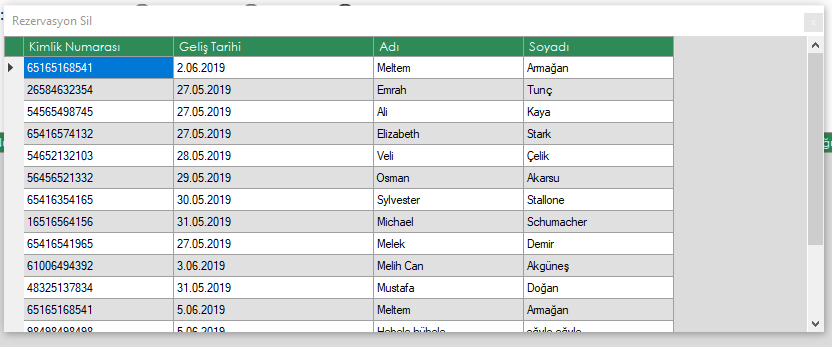 Rezervasyon Sil
Kimlik Numarası Geliş Tarihi Adı Soyadı
65165168541 2.06.2019 Meltem Armağan
26584632354 27.05.2019 Emrah Tunç
54565498745 27.05.2019 Ali Kaya
65416574132 27.05.2019 Elizabeth Stark
54652132103 28.05.2019 Veli Çelik
56456521332 29.05.2019 Osman Akarsu
65416354165 30.05.2019 Sylvester Stallone
16516564156 31.05.2019 Michael Schumacher
65416541965 27.05.2019 Melek Demir
61006494392 3.06.2019 Melih Can Akgüneş
48325137834 31.05.2019 Mustafa Doğan
65165168541 5.06.2019 Meltem Armağan
98498498498 5.06.2019